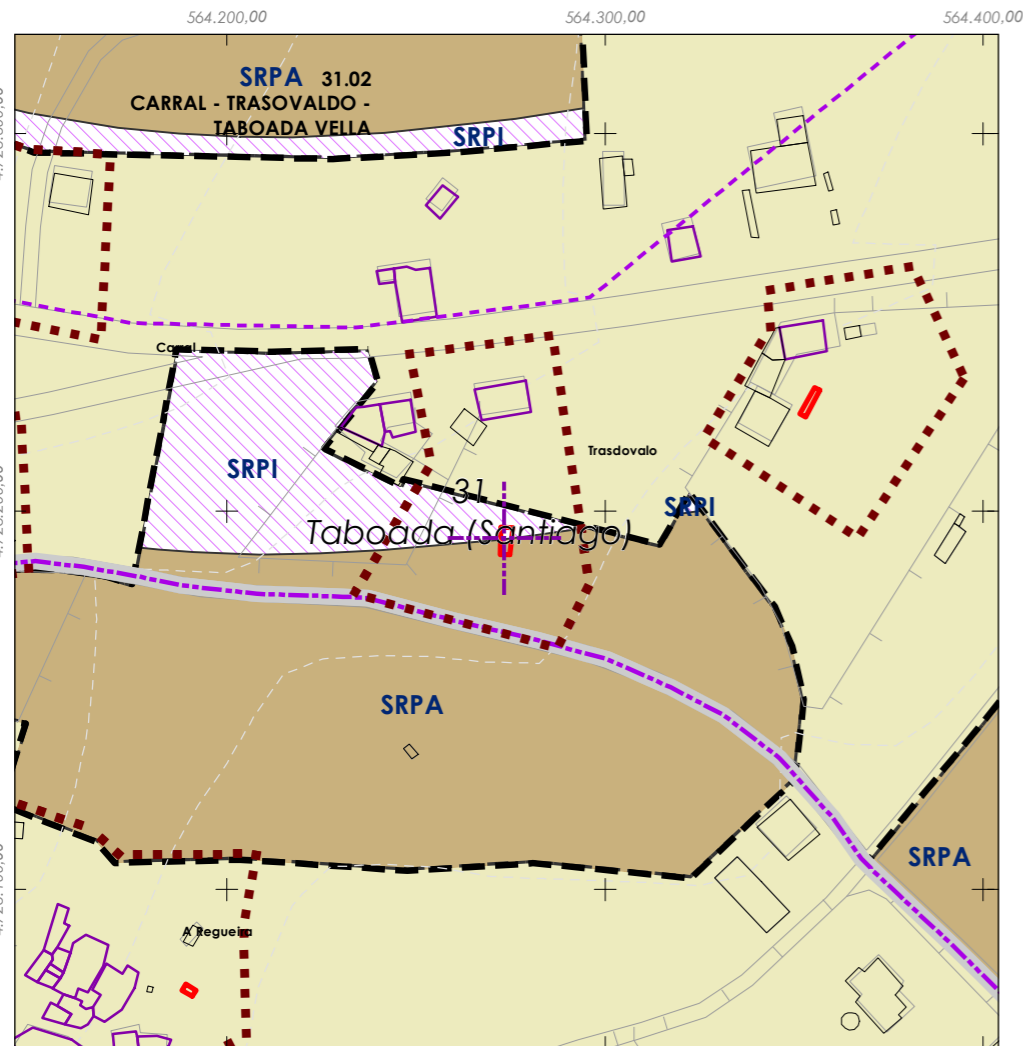 564.200,00
564.300,00
564.400,00
SRPA 31.02
CARRAL - TRASOVALDO -
TABOADA VELLA
SRPI
Carral
Trasdovalo
SRPI
31
SRPI
Taboada (Santiago)
SRPA
SRPA
A Regueira